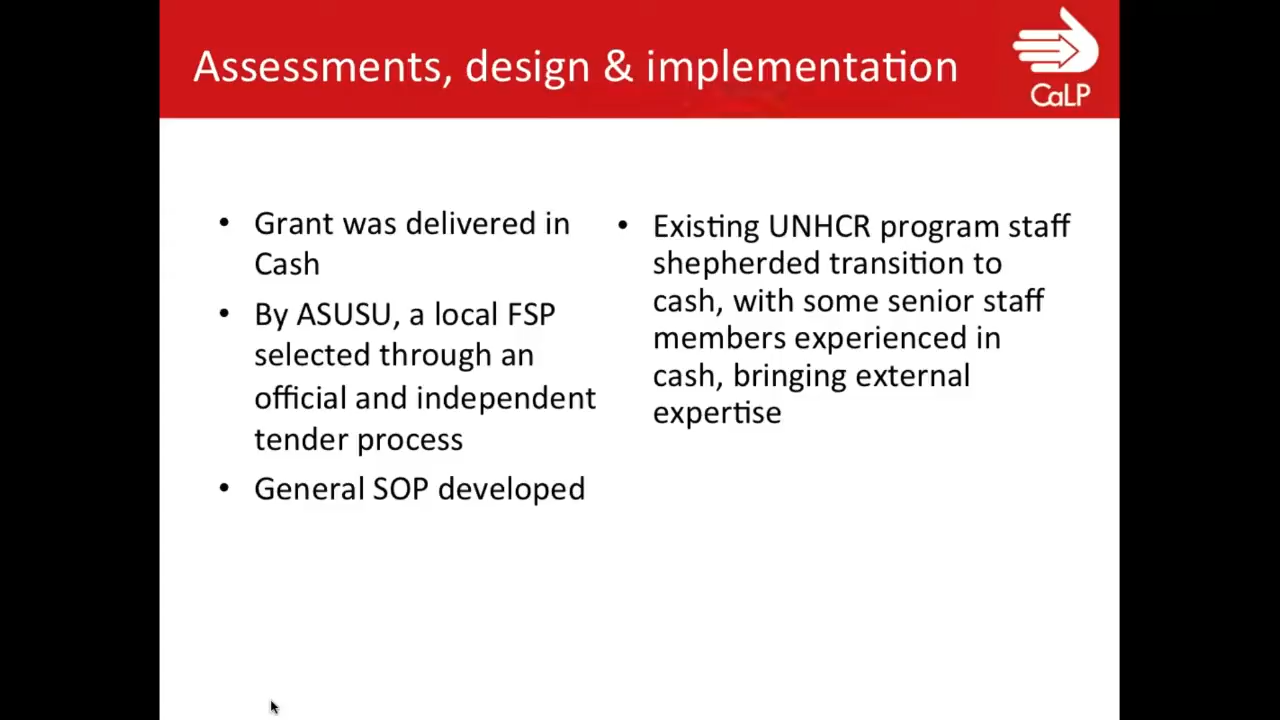 Assessments, design & implementation
CaLP
• Grant was delivered in
Cash
• By ASUSU, a local FSP
selected through an
official and independent
tender process
• General SOP developed
• Existing UNHCR program staff
shepherded transition to
cash, with some senior staff
members experienced in
cash, bringing external
expertise